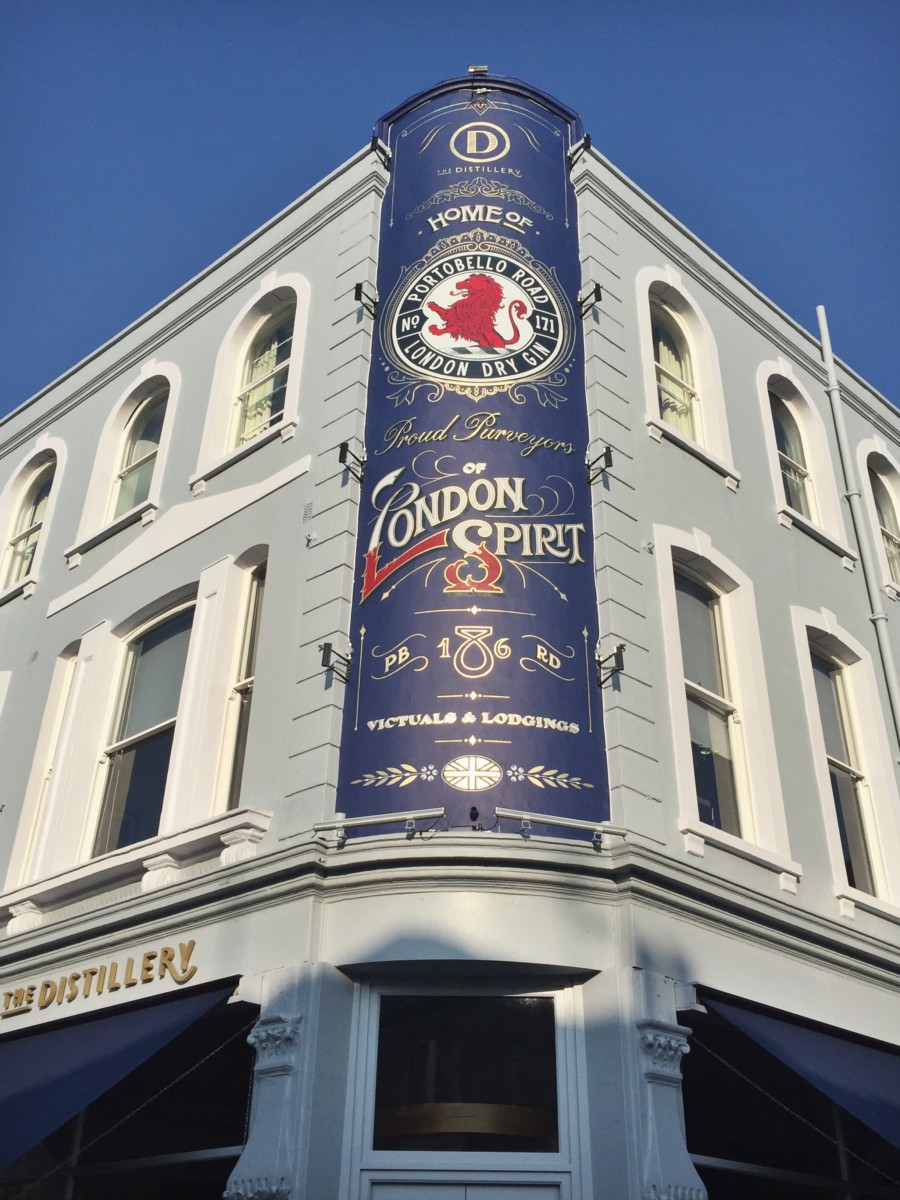 D
THE DISTILLERY
HOME OF
PORTOBELLO ROAD
Nº 171
LONDON DRY GIN
Proud Purveyors
OF
LONDON
SPIRIT
PB 186 RD
VICTUALS & LODGINGS
THE DISTILLERY